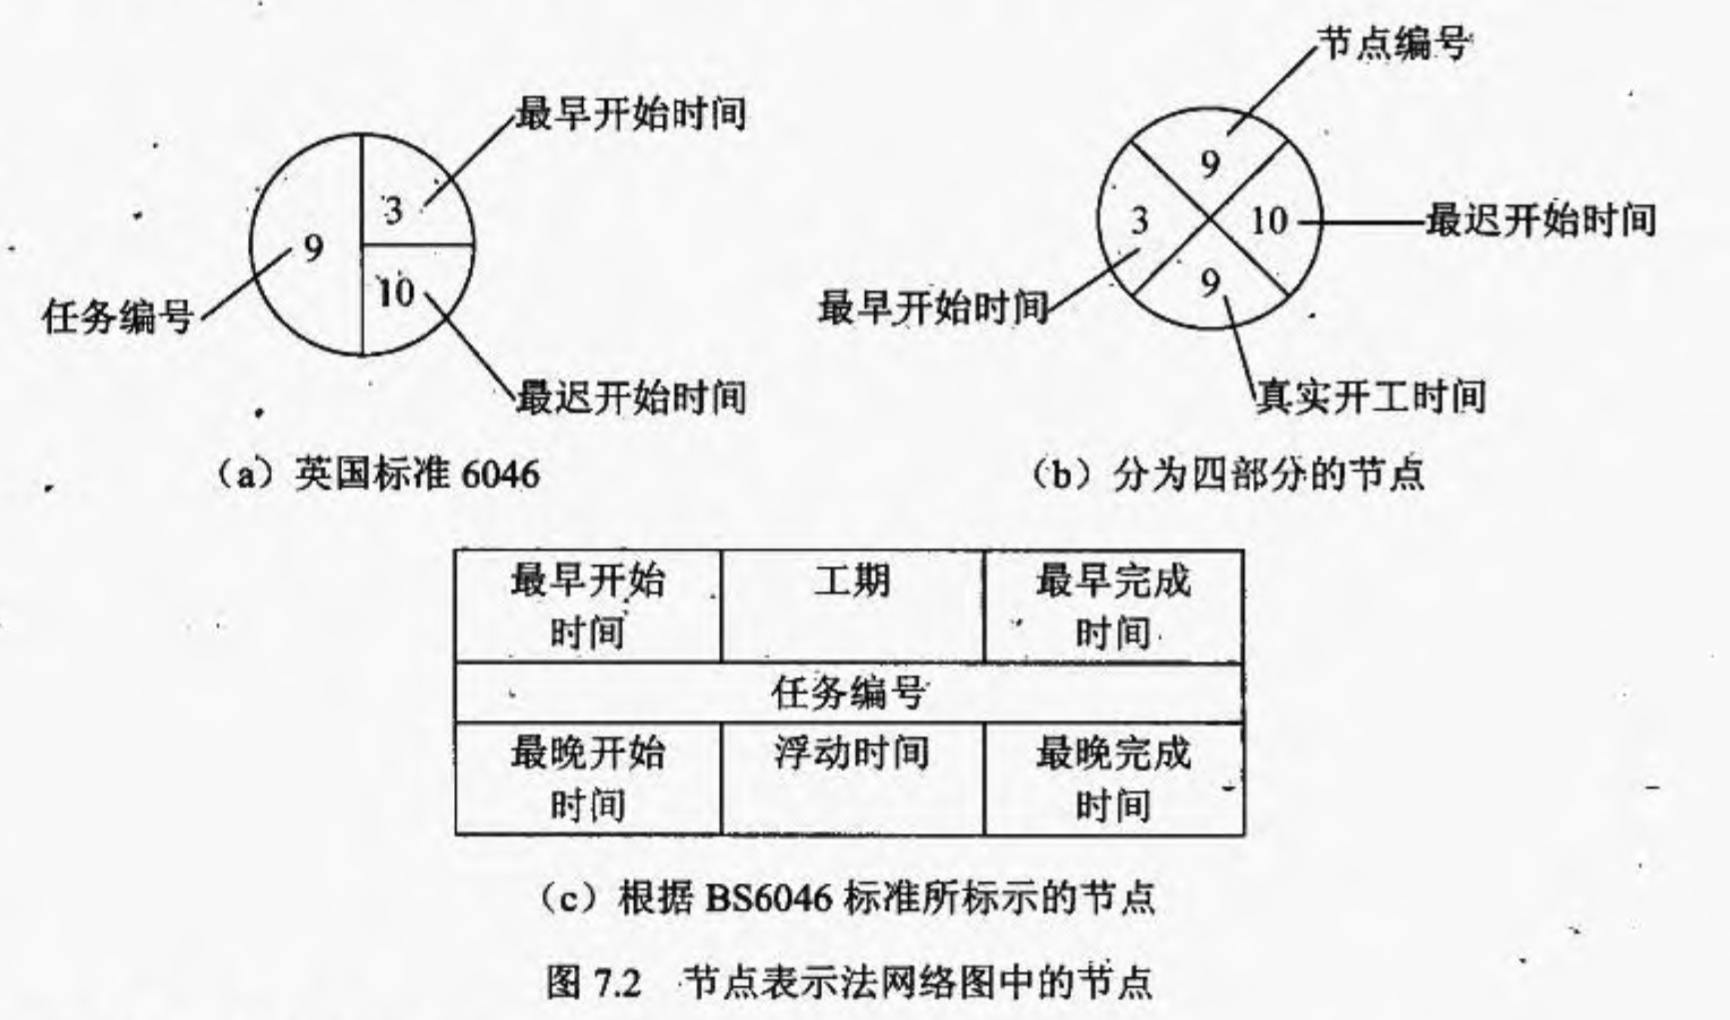 节点编号
最早开始时间
9
3
3
10
最迟开始时间
9
10
9
任务编号
最早开始时间
最迟开始时间
真实开工时间
（a）英国标准 6046
（b）分为四部分的节点
最早开始 工期 最早完成
时间 时间
任务编号
最晚开始 浮动时间 最晚完成
时间 时间
（c）根据 BS6046 标准所标示的节点
图 7.2 节点表示法网络图中的节点